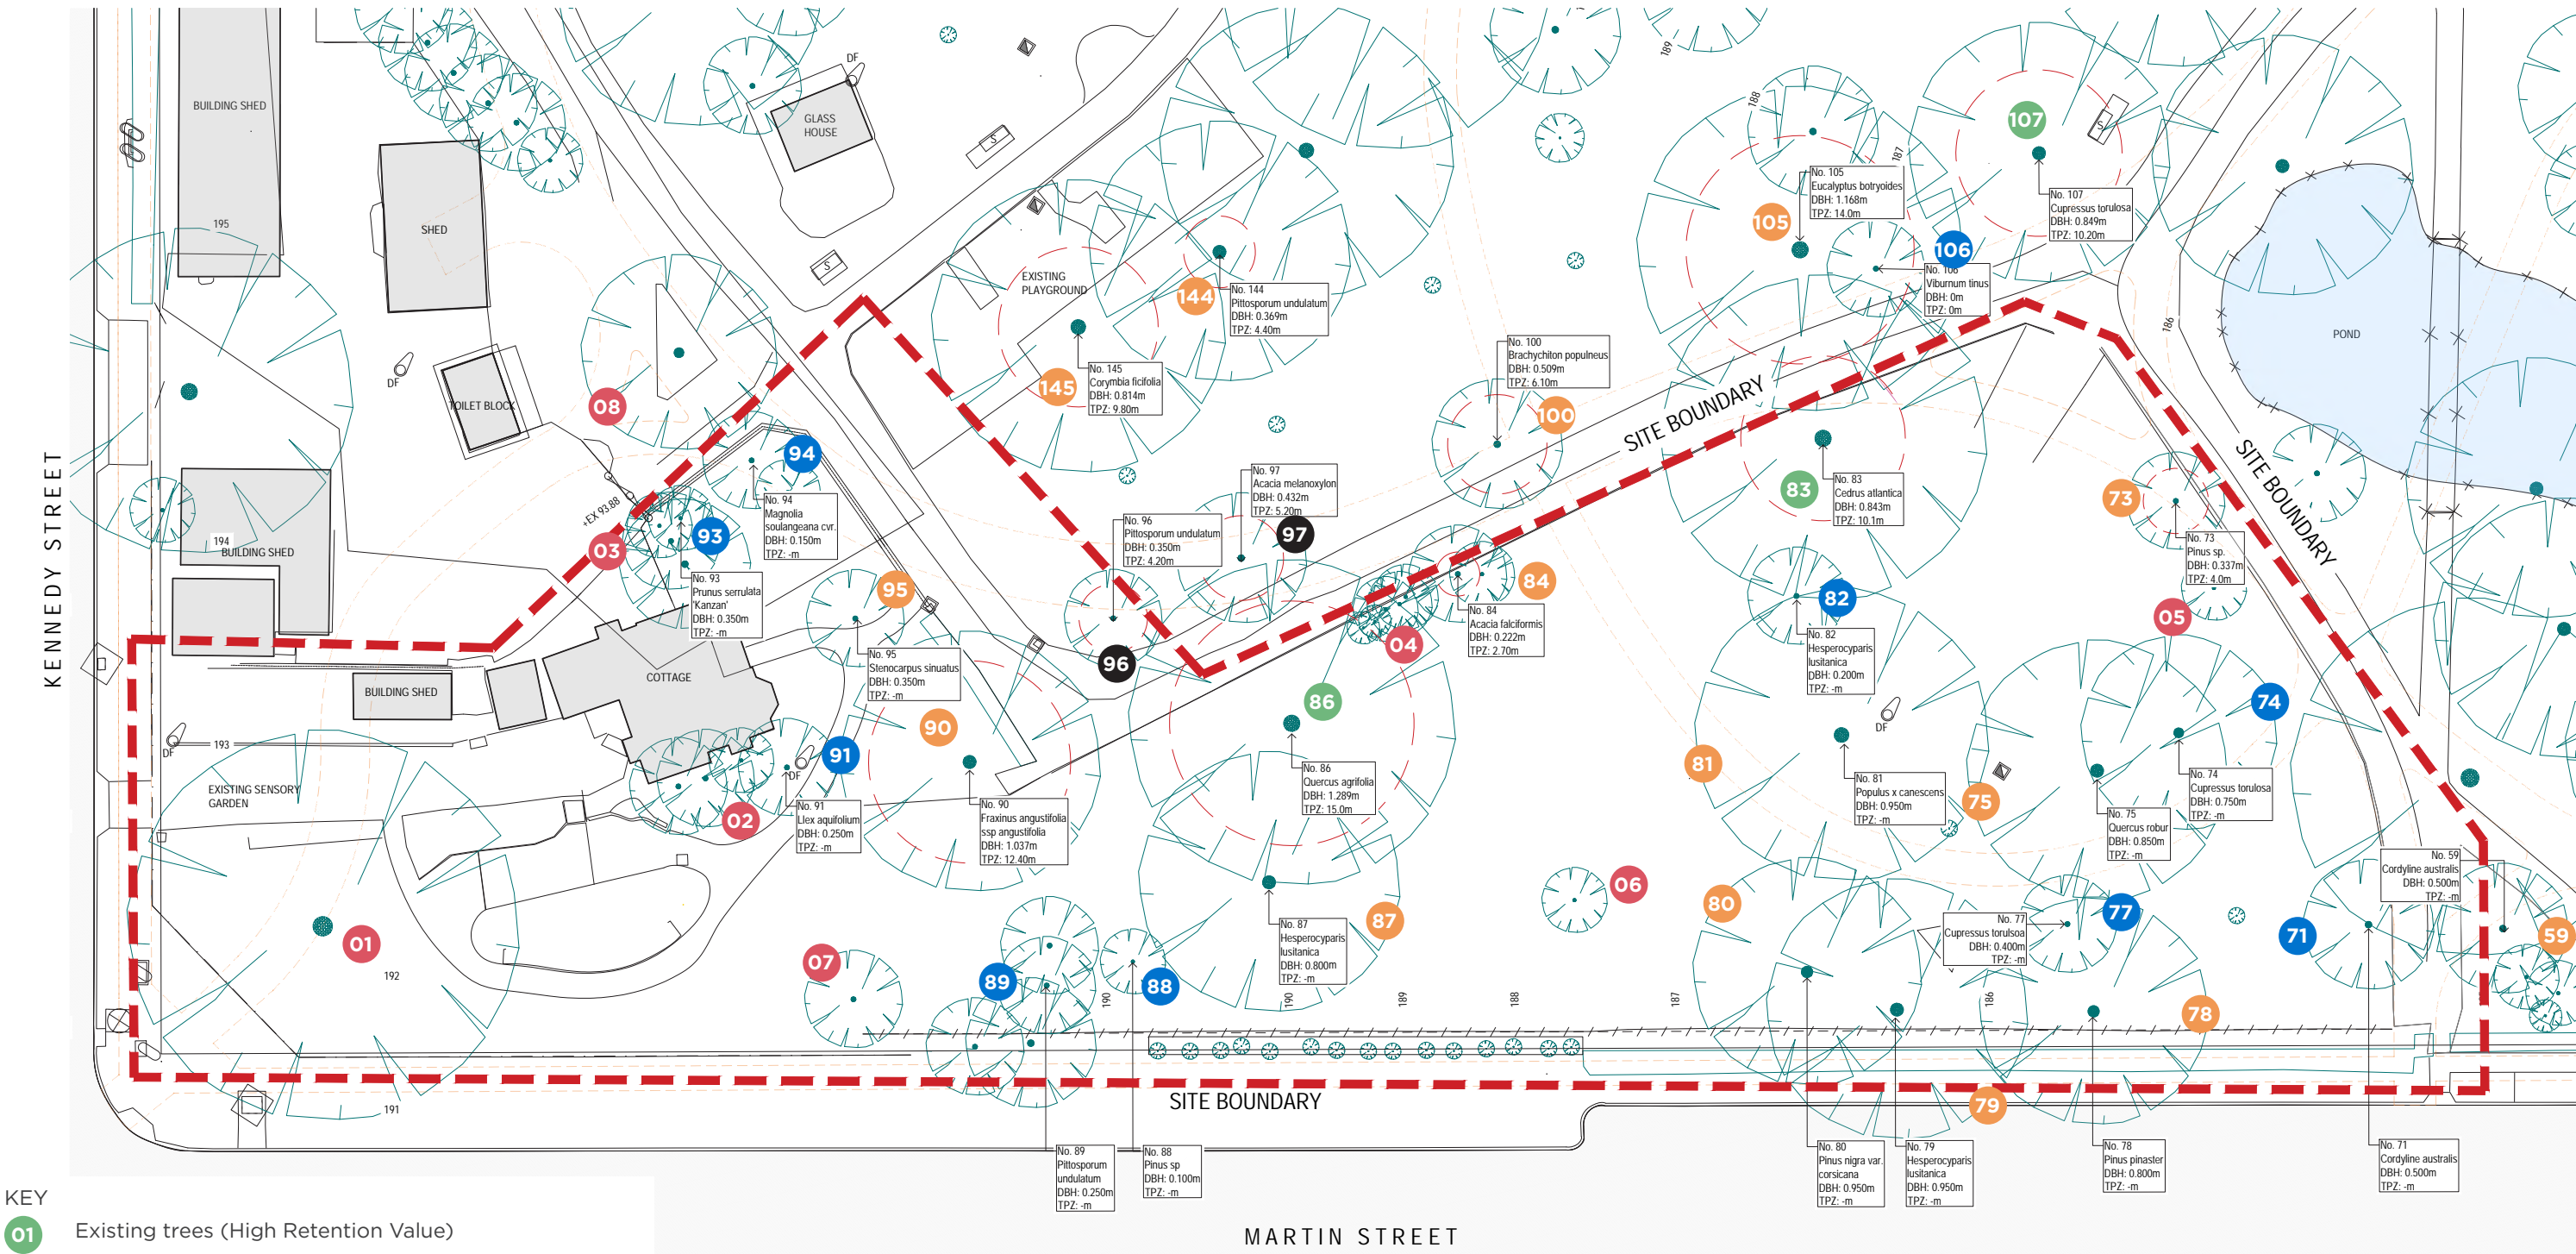 BUILDING SHED
195
SHED
DF
TOILET BLOCK
GLASS
HOUSE
DF
S
S
EXISTING
PLAYGROUND
144
No. 144
Pittosporum undulatum
DBH: 0.369m
TPZ: 4.40m
145
No. 145
Corymbia ficifolia
DBH: 0.814m
TPZ: 9.80m
189
188
187
105
No. 105
Eucalyptus botryoides
DBH: 1.168m
TPZ: 14.0m
106
No. 106
Viburnum tinus
DBH: 0m
TPZ: 0m
107
S
No. 107
Cupressus torulosa
DBH: 0.849m
TPZ: 10.20m
186
POND
100
No. 100
Brachychiton populneus
DBH: 0.509m
TPZ: 6.10m
SITE BOUNDARY
SITE BOUNDARY
08
94
No. 94
Magnolia
soulangeana cvr.
DBH: 0.150m
TPZ: -m
+EX 93.88
03
93
No. 93
Prunus serrulata
'Kanzan'
DBH: 0.350m
TPZ: -m
No. 97
Acacia melanoxylon
DBH: 0.432m
TPZ: 5.20m
97
No. 96
Pittosporum undulatum
DBH: 0.350m
TPZ: 4.20m
96
83
No. 83
Cedrus atlantica
DBH: 0.843m
TPZ: 10.1m
73
No. 73
Pinus sp.
DBH: 0.337m
TPZ: 4.0m
KENNEDY STREET
194
BUILDING SHED
95
No. 95
Stenocarpus sinuatus
DBH: 0.350m
TPZ: -m
84
No. 84
Acacia falciformis
DBH: 0.222m
TPZ: 2.70m
04
82
No. 82
Hesperocyparis
lusitanica
DBH: 0.200m
TPZ: -m
05
COTTAGE
BUILDING SHED
DF
193
EXISTING SENSORY
GARDEN
DF
91
No. 91
Llex aquifolium
DBH: 0.250m
TPZ: -m
02
90
No. 90
Fraxinus angustifolia
ssp angustifolia
DBH: 1.037m
TPZ: 12.40m
86
No. 86
Quercus agrifolia
DBH: 1.289m
TPZ: 15.0m
DF
81
No. 81
Populus x canescens
DBH: 0.950m
TPZ: -m
75
No. 75
Quercus robur
DBH: 0.850m
TPZ: -m
74
No. 74
Cupressus torulosa
DBH: 0.750m
TPZ: -m
No. 59
Cordyline australis
DBH: 0.500m
TPZ: -m
59
01
192
07
89
88
87
No. 87
Hesperocyparis
lusitanica
DBH: 0.800m
TPZ: -m
06
80
77
No. 77
Cupressus torulsoa
DBH: 0.400m
TPZ: -m
71
78
79
190
190
189
188
187
186
191
SITE BOUNDARY
No. 89
Pittosporum
undulatum
DBH: 0.250m
TPZ: -m
No. 88
Pinus sp
DBH: 0.100m
TPZ: -m
No. 80
Pinus nigra var.
corsicana
DBH: 0.950m
TPZ: -m
No. 79
Hesperocyparis
lusitanica
DBH: 0.950m
TPZ: -m
No. 78
Pinus pinaster
DBH: 0.800m
TPZ: -m
No. 71
Cordyline australis
DBH: 0.500m
TPZ: -m
MARTIN STREET
KEY
01 Existing trees (High Retention Value)